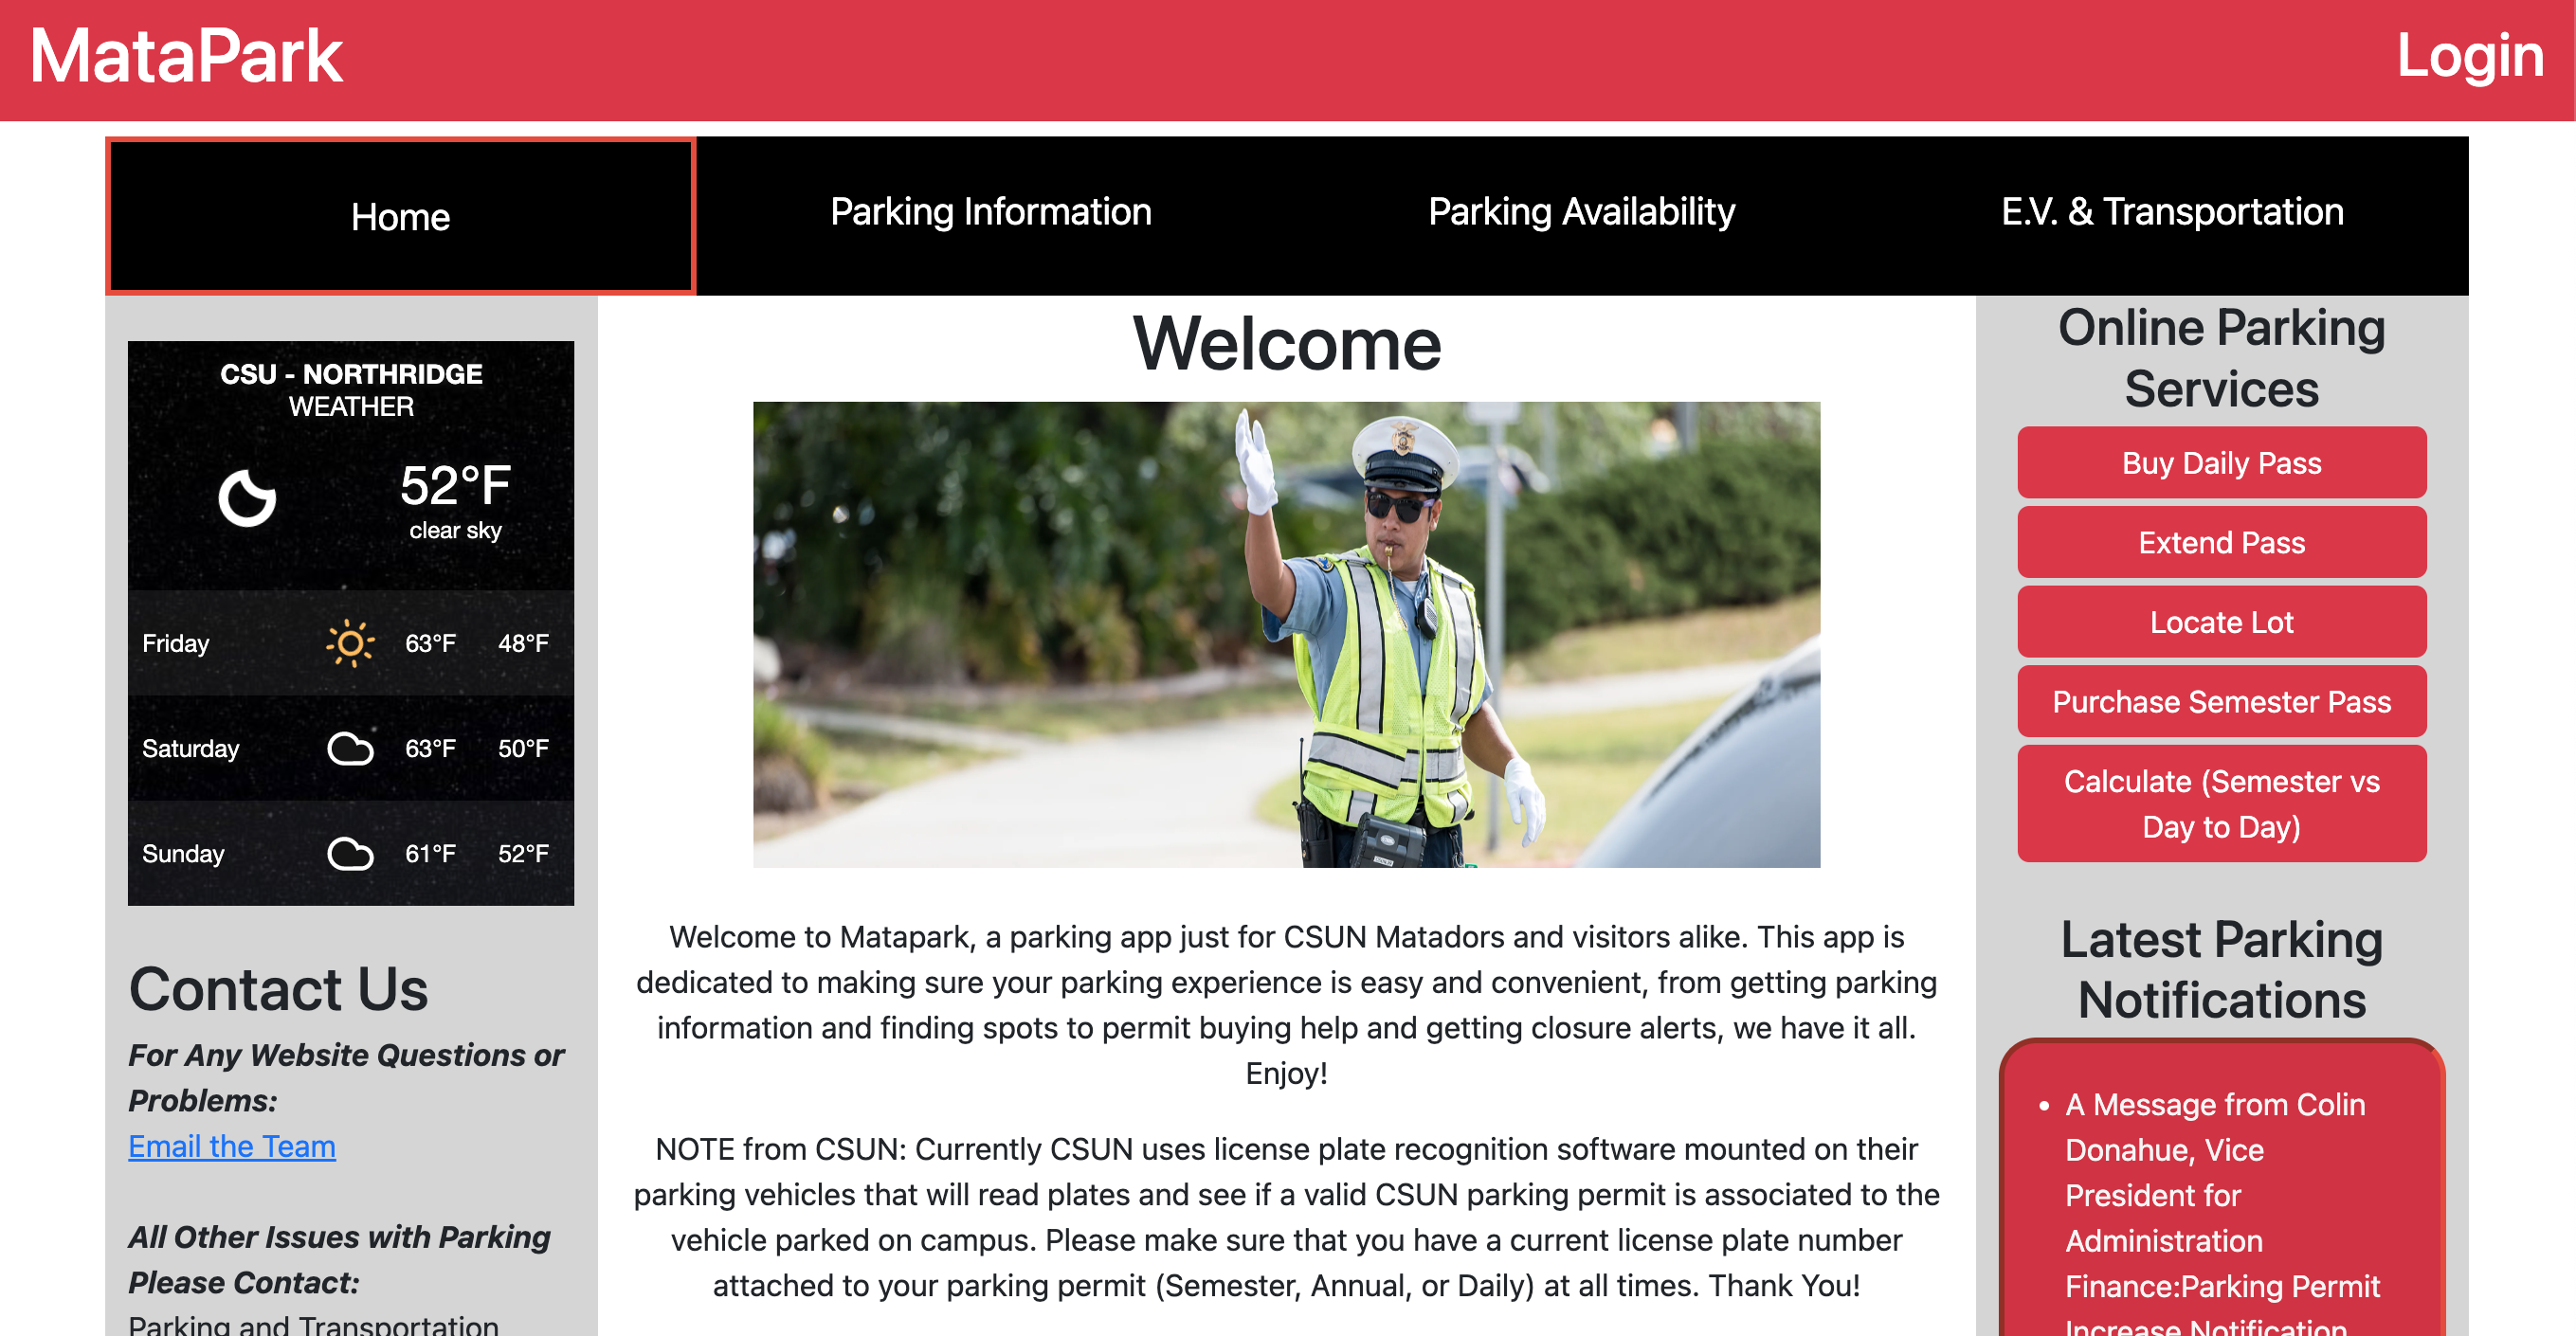 MataPark
Login
Home
Parking Information
Parking Availability
E.V. & Transportation
CSU - NORTHRIDGE
WEATHER
52°F
clear sky
Friday 63°F 48°F
Saturday 63°F 50°F
Sunday 61°F 52°F
Contact Us
For Any Website Questions or
Problems:
Email the Team
All Other Issues with Parking
Please Contact:
Parking and Transportation
Welcome
Welcome to Matapark, a parking app just for CSUN Matadors and visitors alike. This app is
dedicated to making sure your parking experience is easy and convenient, from getting parking
information and finding spots to permit buying help and getting closure alerts, we have it all.
Enjoy!
NOTE from CSUN: Currently CSUN uses license plate recognition software mounted on their
parking vehicles that will read plates and see if a valid CSUN parking permit is associated to the
vehicle parked on campus. Please make sure that you have a current license plate number
attached to your parking permit (Semester, Annual, or Daily) at all times. Thank You!
Online Parking
Services
Buy Daily Pass
Extend Pass
Locate Lot
Purchase Semester Pass
Calculate (Semester vs
Day to Day)
Latest Parking
Notifications
• A Message from Colin
Donahue, Vice
President for
Administration
Finance:Parking Permit
Increase Notification